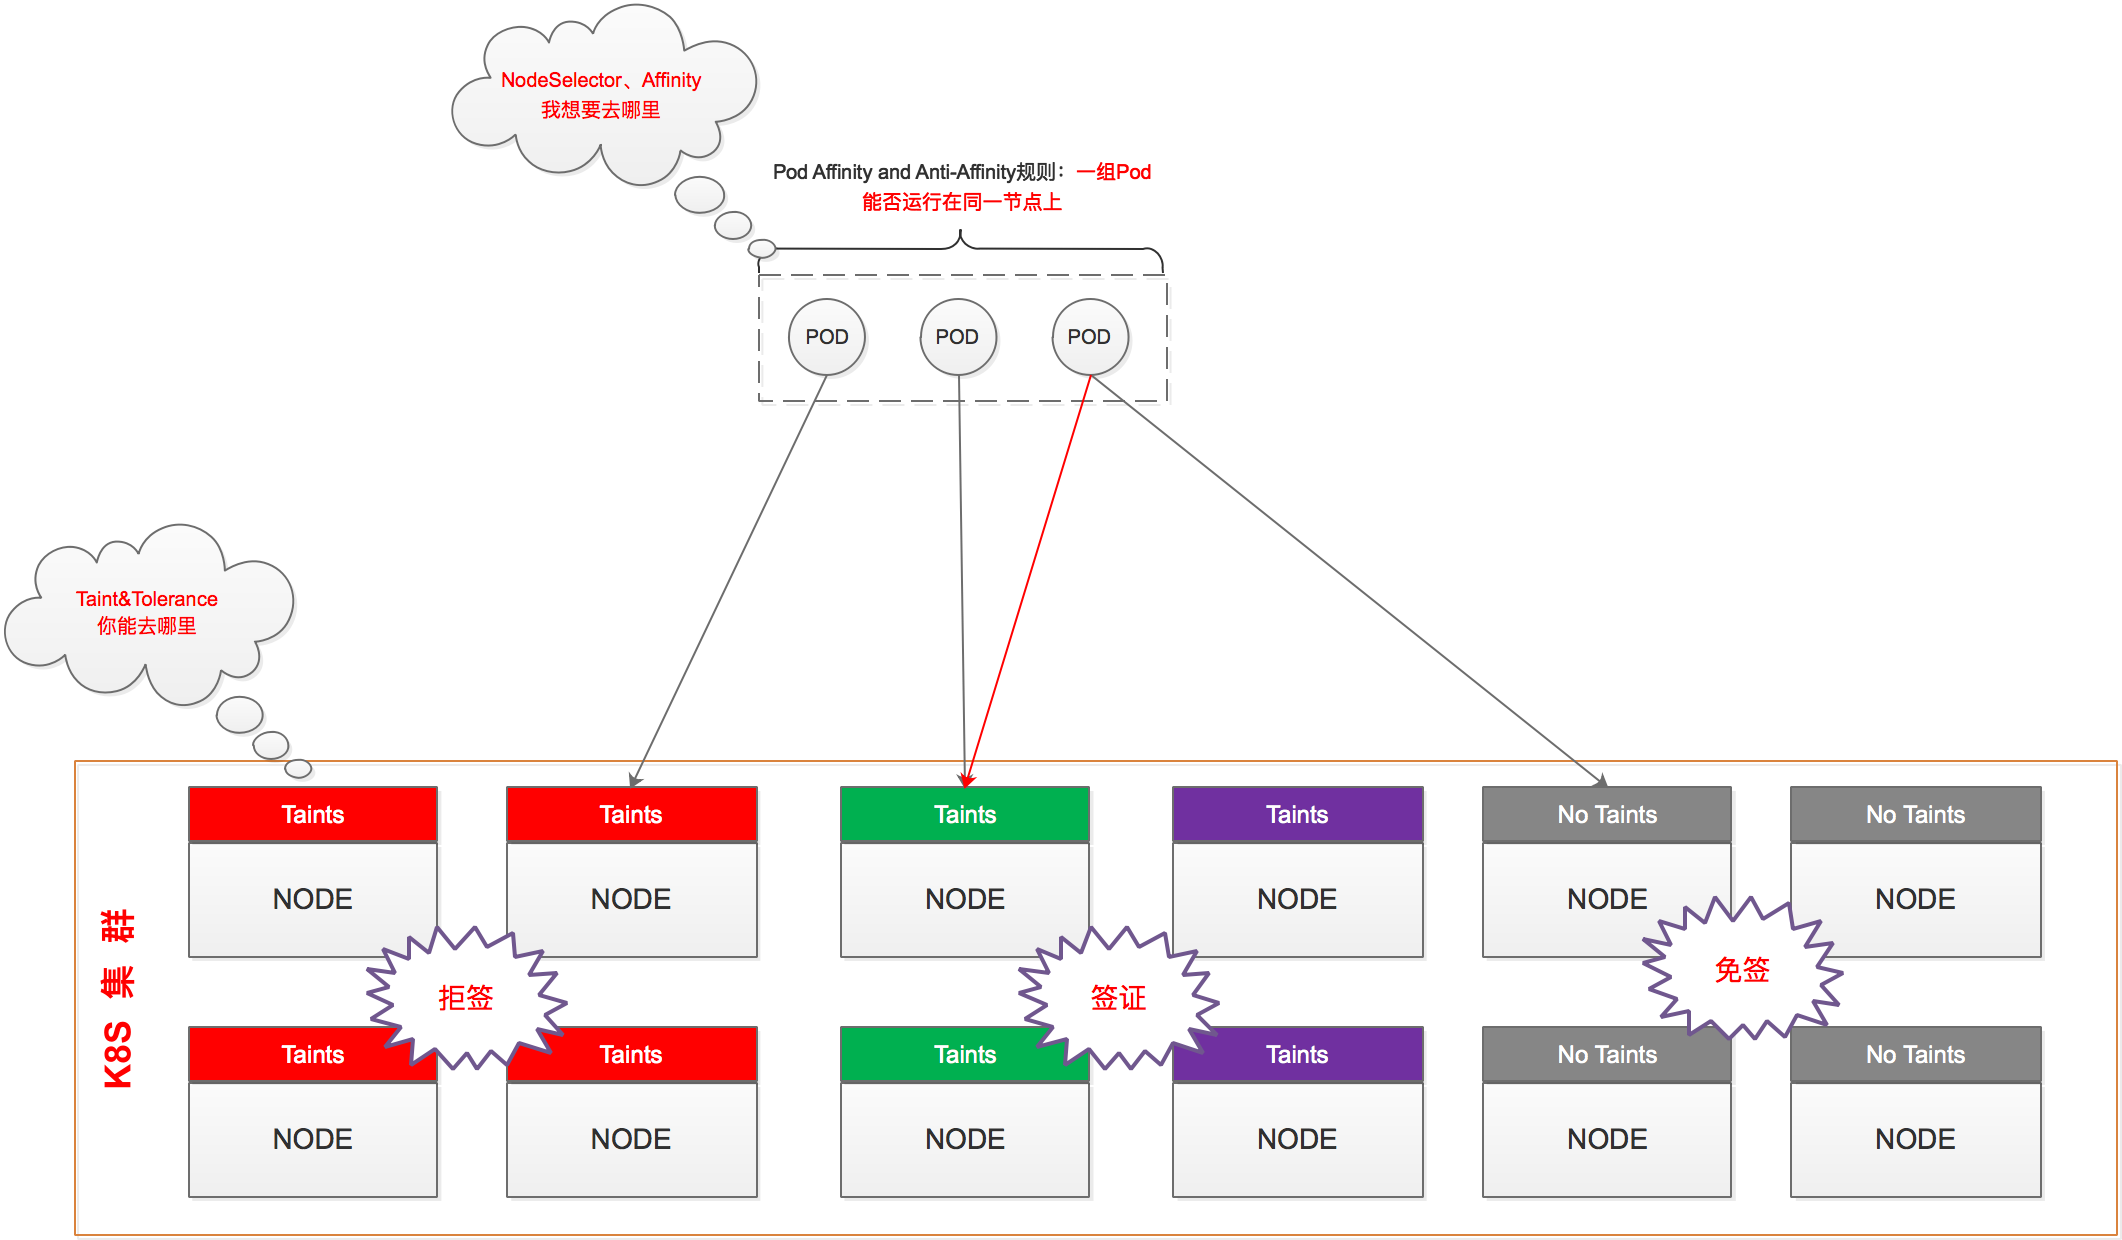 NodeSelector、Affinity
我想要去哪里
Pod Affinity and Anti-Affinity规则：一组Pod
能否运行在同一节点上
POD
POD
POD
Taint&Tolerance
你能去哪里
Taints
Taints
Taints
Taints
No Taints
No Taints
NODE
NODE
NODE
NODE
NODE
NODE
K8S 集 群
拒签
签证
免签
Taints
Taints
Taints
Taints
No Taints
No Taints
NODE
NODE
NODE
NODE
NODE
NODE